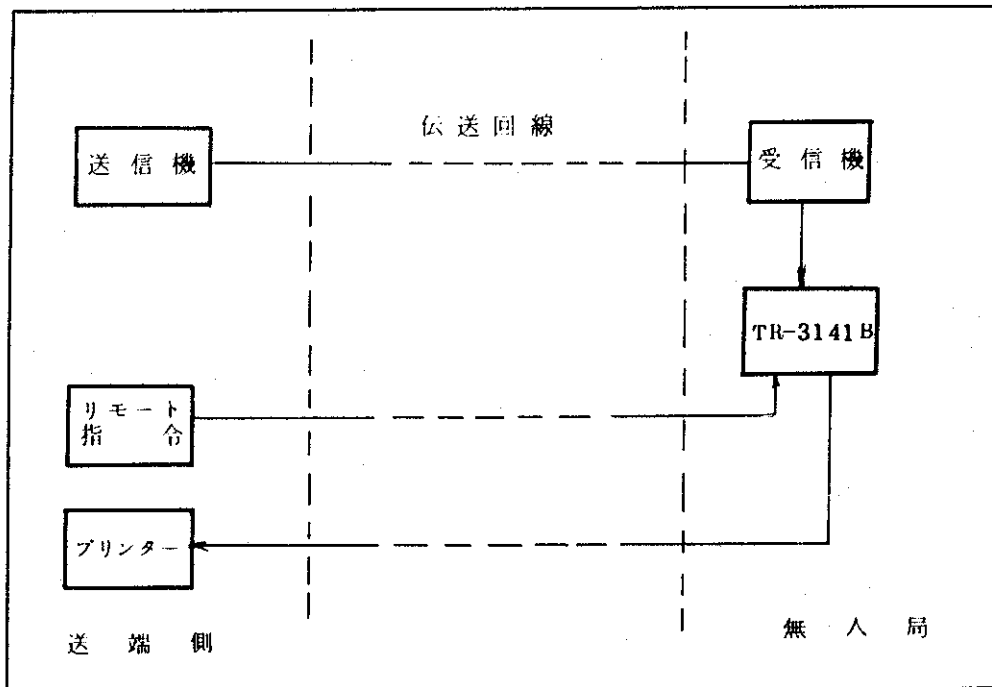 伝送回線
送信機
受信機
TR-3141B
リモート
指令
プリンター
送端側
無人局